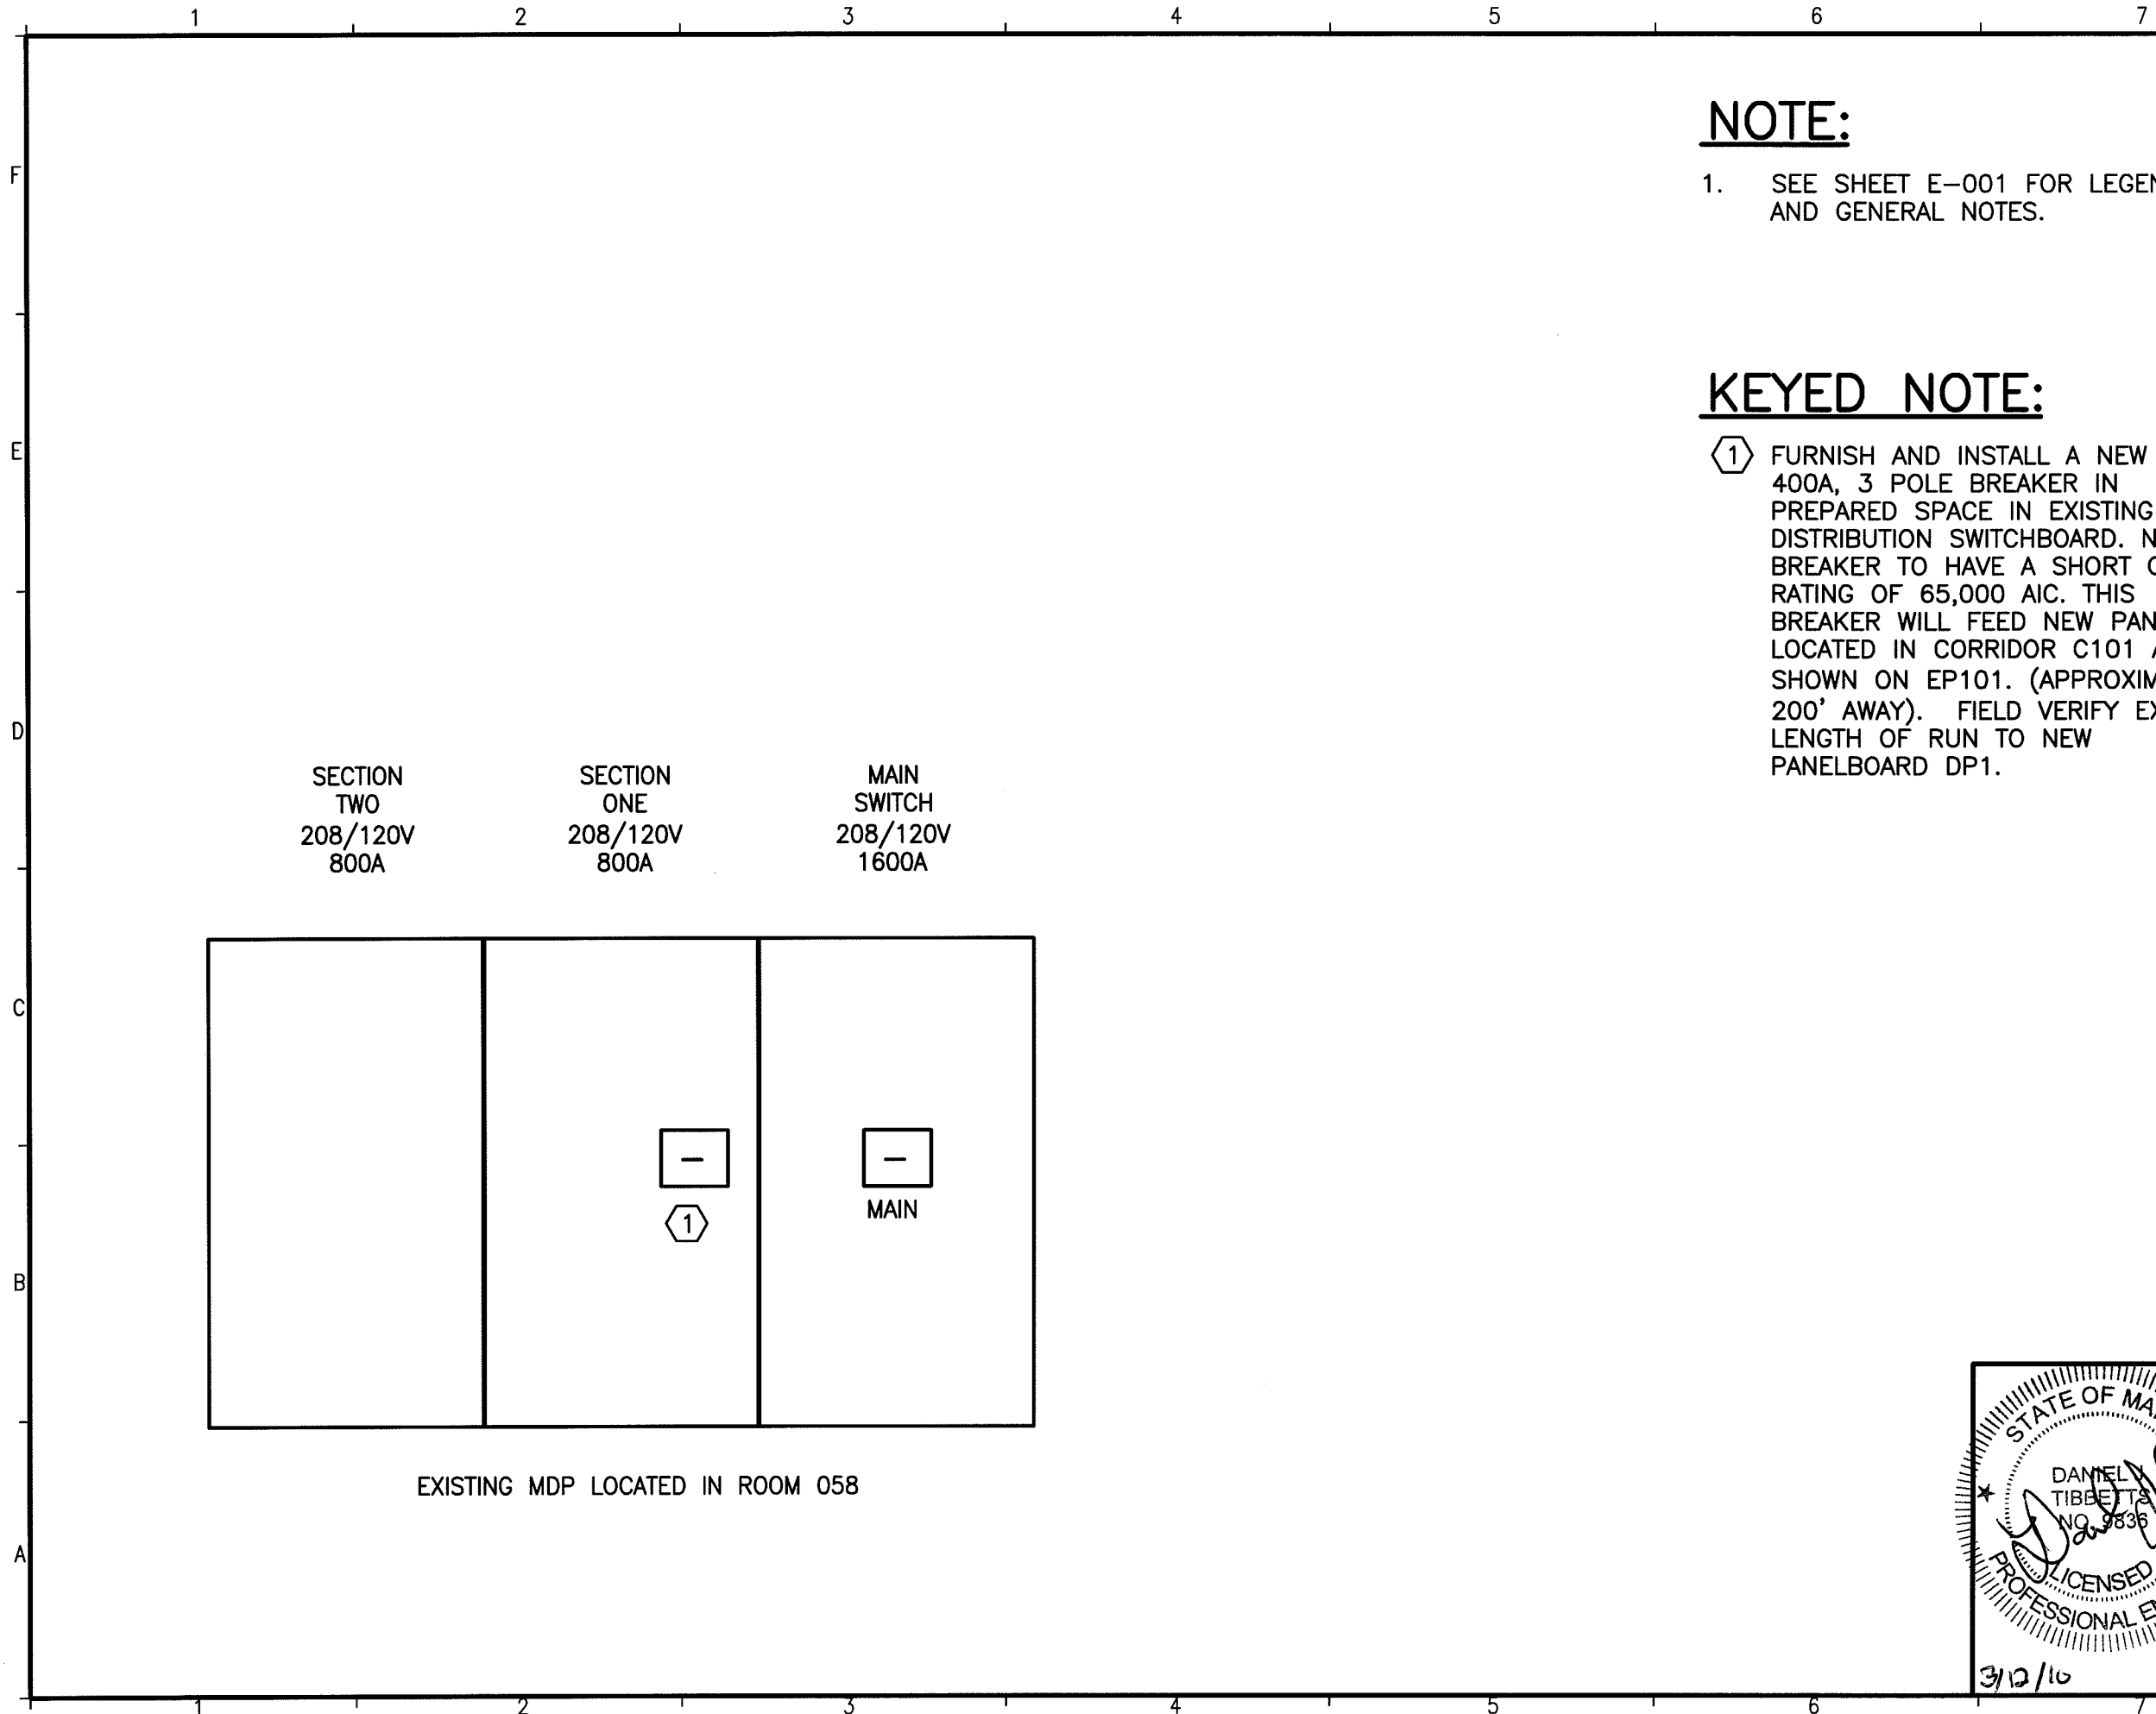 1 2 3 4 5 6 7
NOTE:
F
1. SEE SHEET E-001 FOR LEGEN
AND GENERAL NOTES.
KEYED NOTE:
E
1 FURNISH AND INSTALL A NEW
400A, 3 POLE BREAKER IN
PREPARED SPACE IN EXISTING
DISTRIBUTION SWITCHBOARD. N
BREAKER TO HAVE A SHORT C
RATING OF 65,000 AIC. THIS
BREAKER WILL FEED NEW PAN
LOCATED IN CORRIDOR C101 A
SHOWN ON EP101. (APPROXIM
200' AWAY). FIELD VERIFY EX
LENGTH OF RUN TO NEW
PANELBOARD DP1.
D
SECTION
TWO
208/120V
800A
SECTION
ONE
208/120V
800A
MAIN
SWITCH
208/120V
1600A
C
1
MAIN
B
EXISTING MDP LOCATED IN ROOM 058
A
STATE OF MA
DANIEL J
TIBBETTS
NO. 9836
LICENSED
PROFESSIONAL EN
3/12/10
1 2 3 4 5 6 7